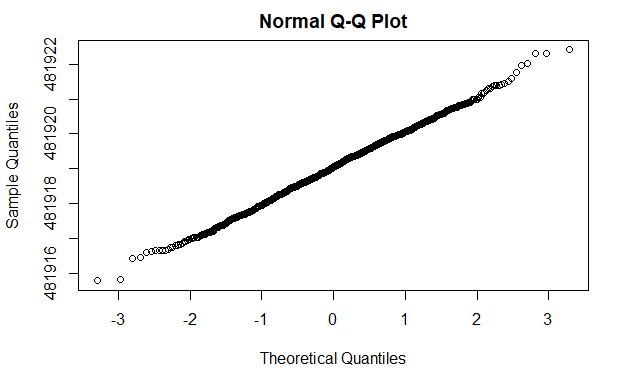 Normal Q-Q Plot
Sample Quantiles
481922
481920
481918
481916
-3 -2 -1 0 1 2 3
Theoretical Quantiles